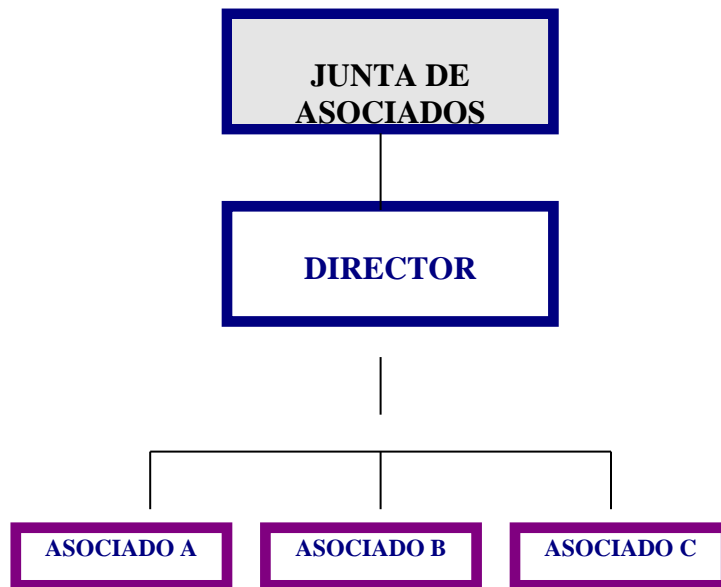 JUNTA DE
ASOCIADOS
DIRECTOR
ASOCIADO A
ASOCIADO B
ASOCIADO C